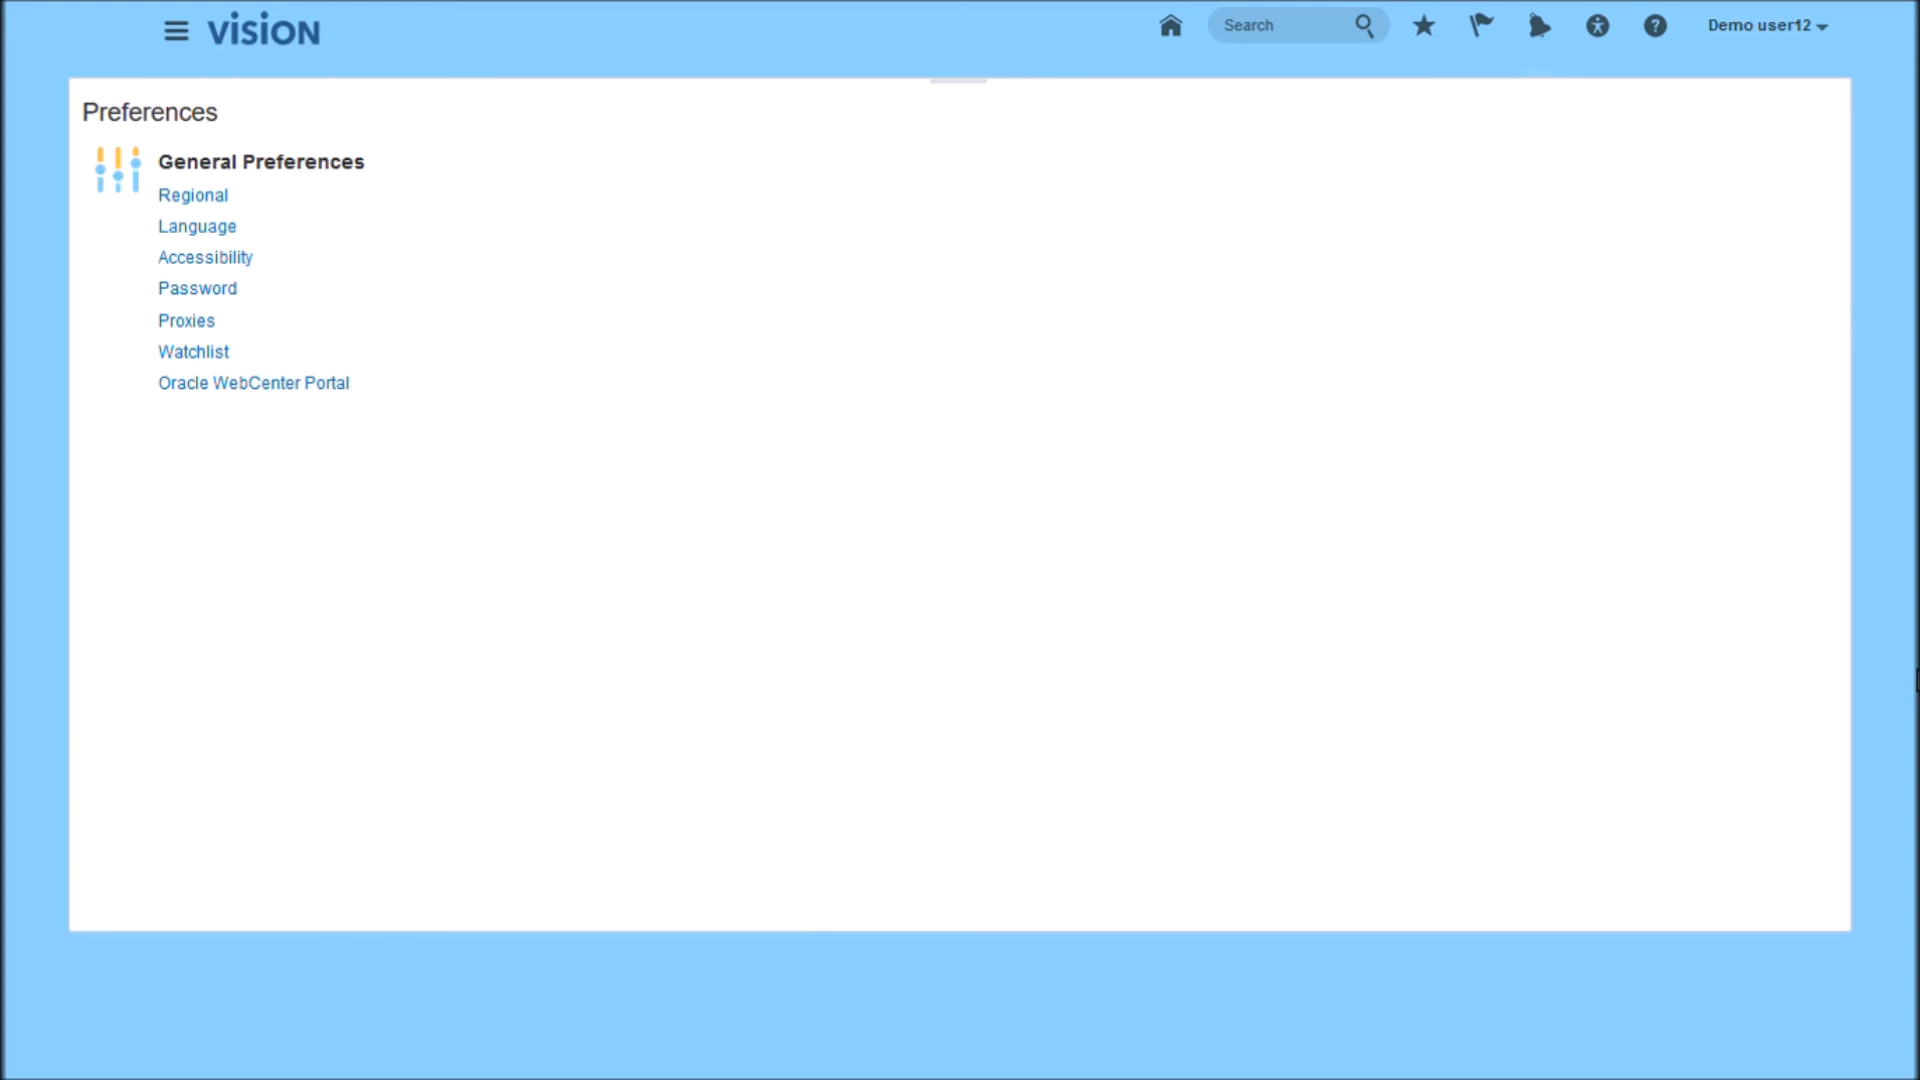 VISION
Search
Demo user12
Preferences
General Preferences
Regional
Language
Accessibility
Password
Proxies
Watchlist
Oracle WebCenter Portal